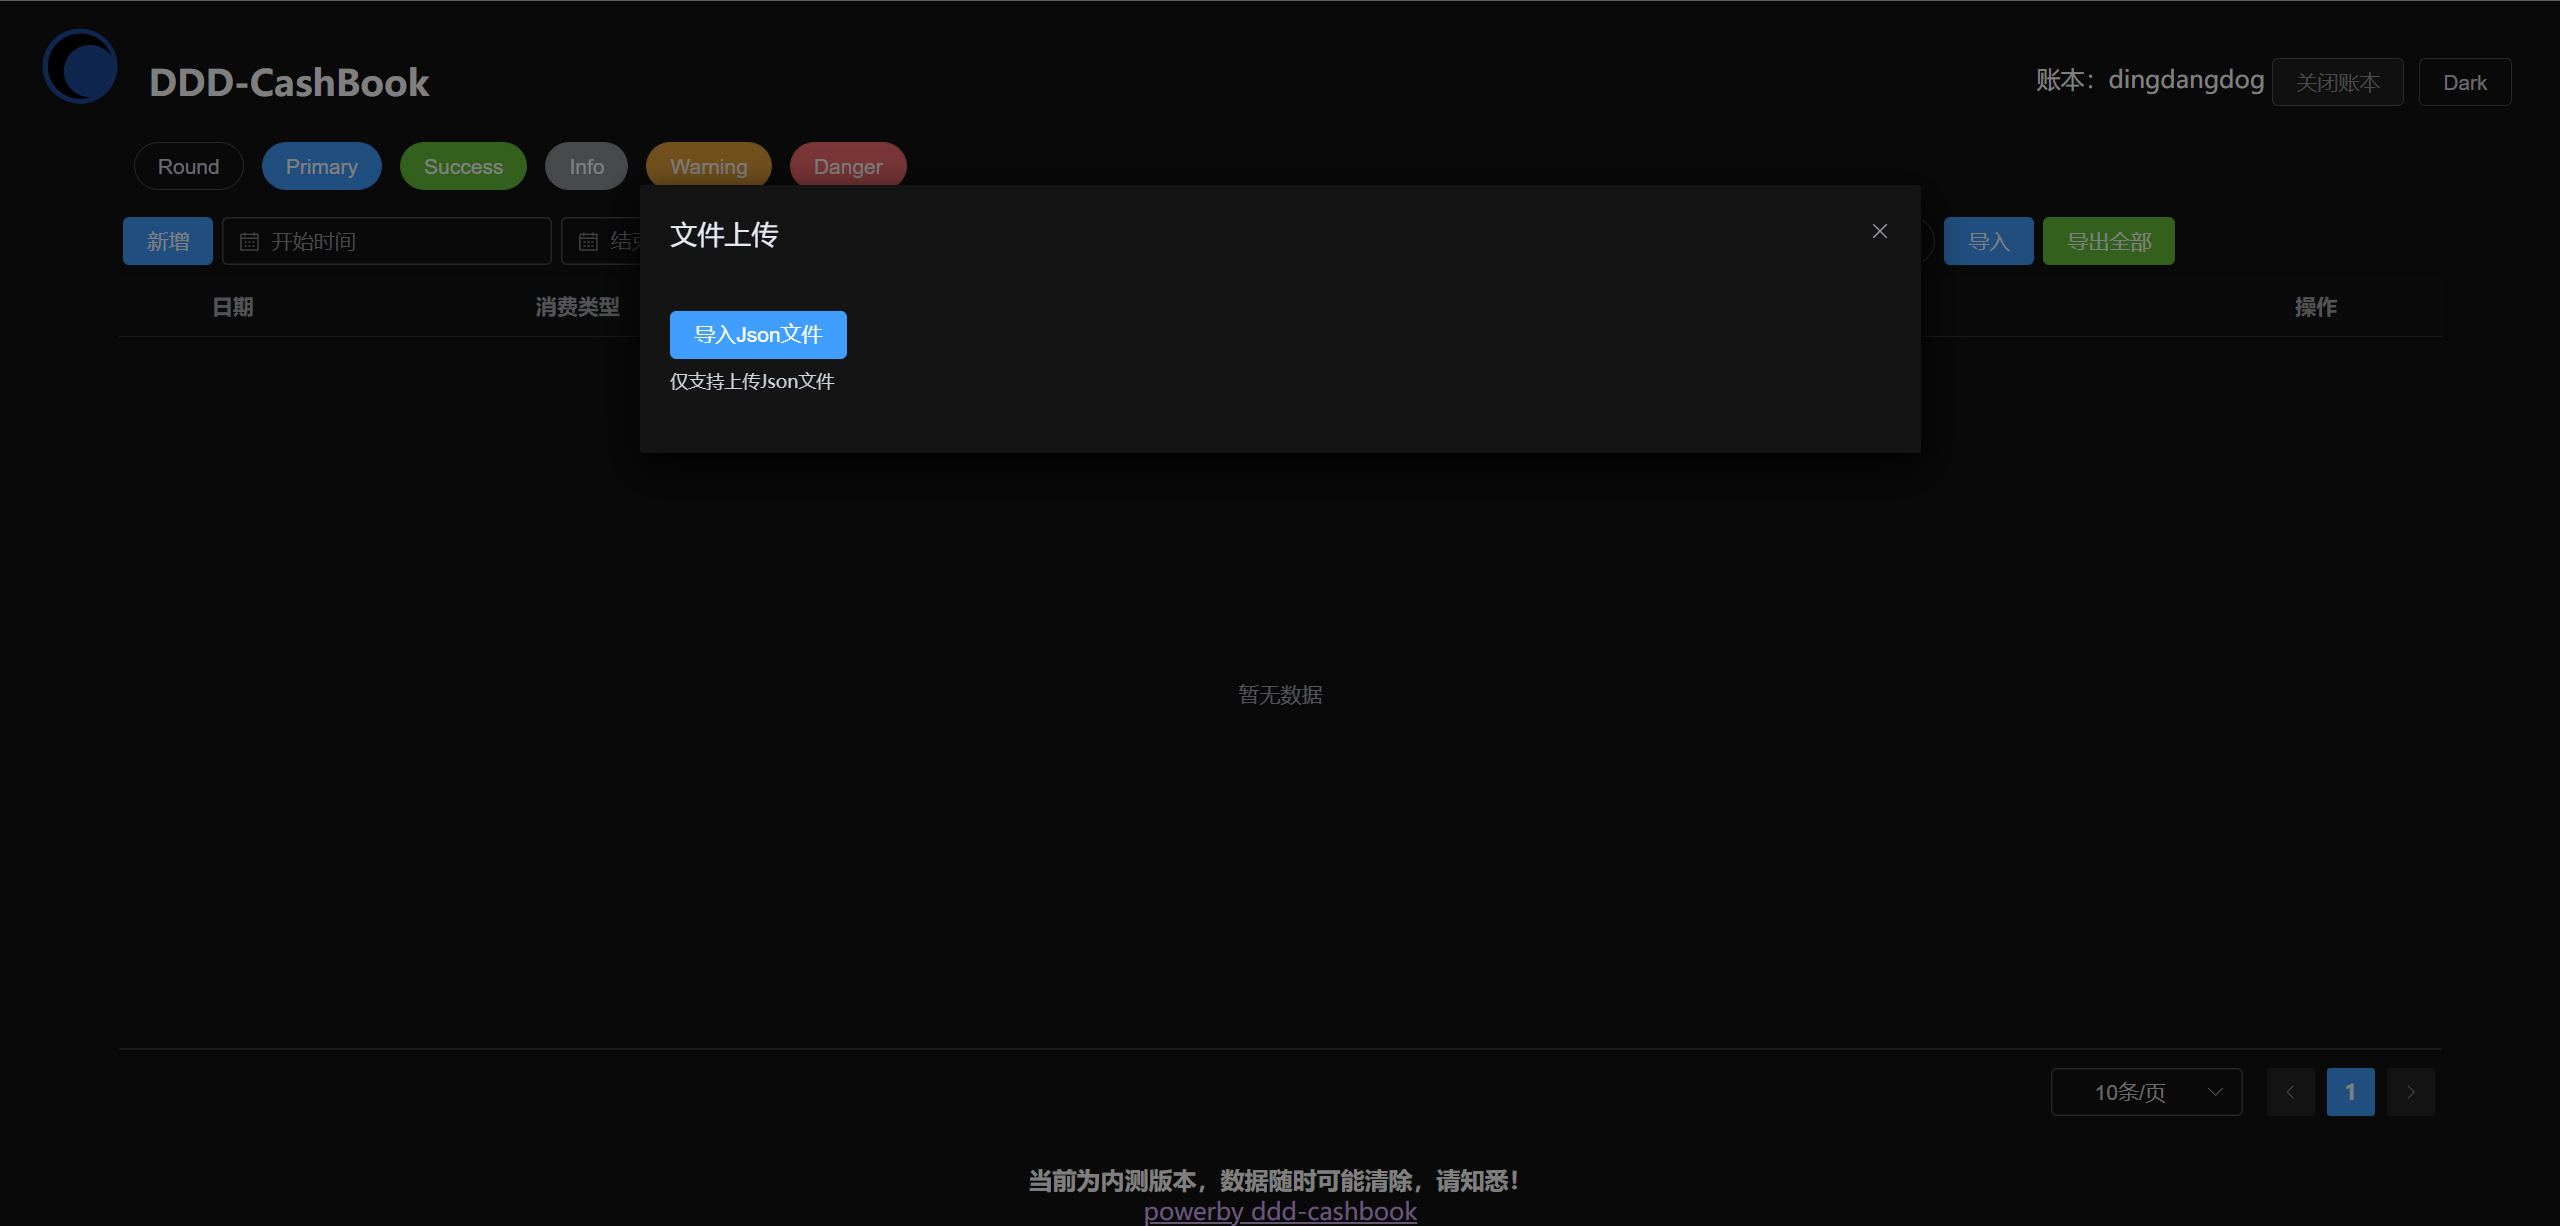 DDD-CashBook
账本：dingdangdog 关闭账本 Dark
Round Primary Success Info Warning Danger
新增 开始时间 结束 导入 导出全部
文件上传
日期 消费类型 操作
导入Json文件
仅支持上传Json文件
暂无数据
10条/页 1
当前为内测版本，数据随时可能清除，请知悉！
powerby ddd-cashbook